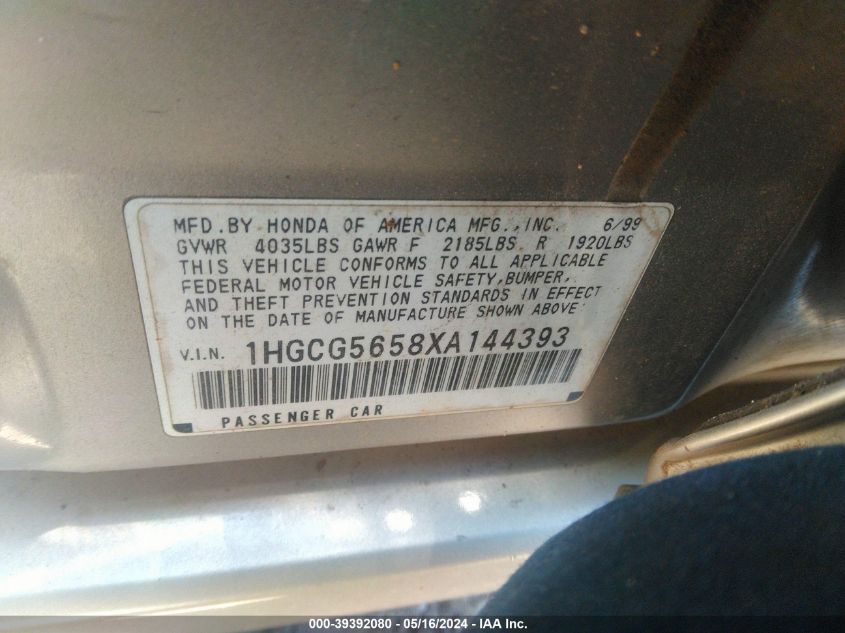 MFD.BY HONDA OF AMERICA MFG.,INC. 6/99
GVWR 4035LBS GAWR F 2185LBS R 1920LBS
THIS VEHICLE CONFORMS TO ALL APPLICABLE
FEDERAL MOTOR VEHICLE SAFETY,BUMPER,
AND THEFT PREVENTION STANDARDS IN EFFECT
ON THE DATE OF MANUFACTURE SHOWN ABOVE.
V.I.N. 1HGCG5658XA144393
PASSENGER CAR
000-39392080 - 05/16/2024 - IAAI, Inc.